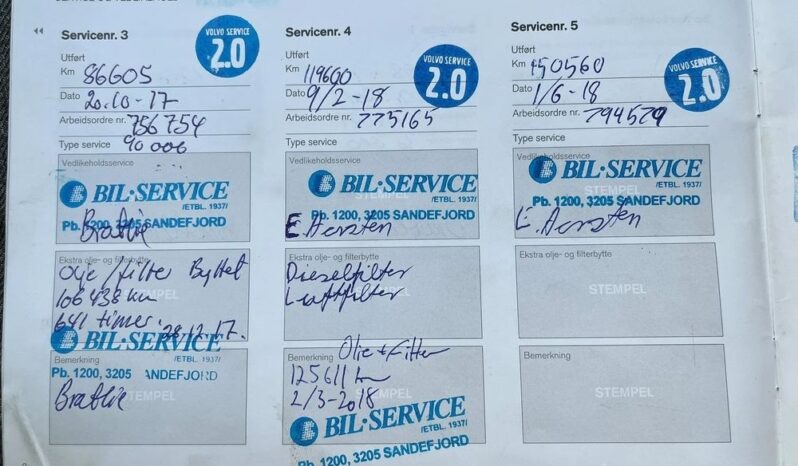 Servicenr. 3
VOLVO SERVICE
2.0
Utført
Km 86605
Dato 20.10-17
Arbeidsordre nr. 756754
Type service 90 000
Vedlikeholdsservice
BIL·SERVICE
/ETBL. 1937/
Pb. 1200, 3205 SANDEFJORD
Ekstra olje- og filterbytte
Olje/filter Byttet
106438 km
STEMPEL
641 timer.
28.12.17.
BIL·SERVICE
/ETBL. 1937/
Bemerkning
Pb. 1200, 3205 ANDEFJORD
STEMPEL
Servicenr. 4
VOLVO SERVICE
2.0
Utført
Km 119600
Dato 9/2-18
Arbeidsordre nr. 775165
Type service
Vedlikeholdsservice
BIL·SERVICE
STEMPEL
/ETBL. 1937/
Pb. 1200, 3205 SANDEFJORD
Ekstra olje- og filterbytte
Dieselfilter
Luftfilter
STEMPEL
Bemerkning
Olje + Filter
125611 km
2/3-2018
STEMPEL
BIL·SERVICE
/ETBL. 1937/
Pb. 1200, 3205 SANDEFJORD
Servicenr. 5
VOLVO SERVICE
2.0
Utført
Km 150560
Dato 1/6-18
Arbeidsordre nr. 794529
Type service
Vedlikeholdsservice
BIL·SERVICE
STEMPEL
/ETBL. 1937/
Pb. 1200, 3205 SANDEFJORD
Ekstra olje- og filterbytte
STEMPEL
Bemerkning
STEMPEL